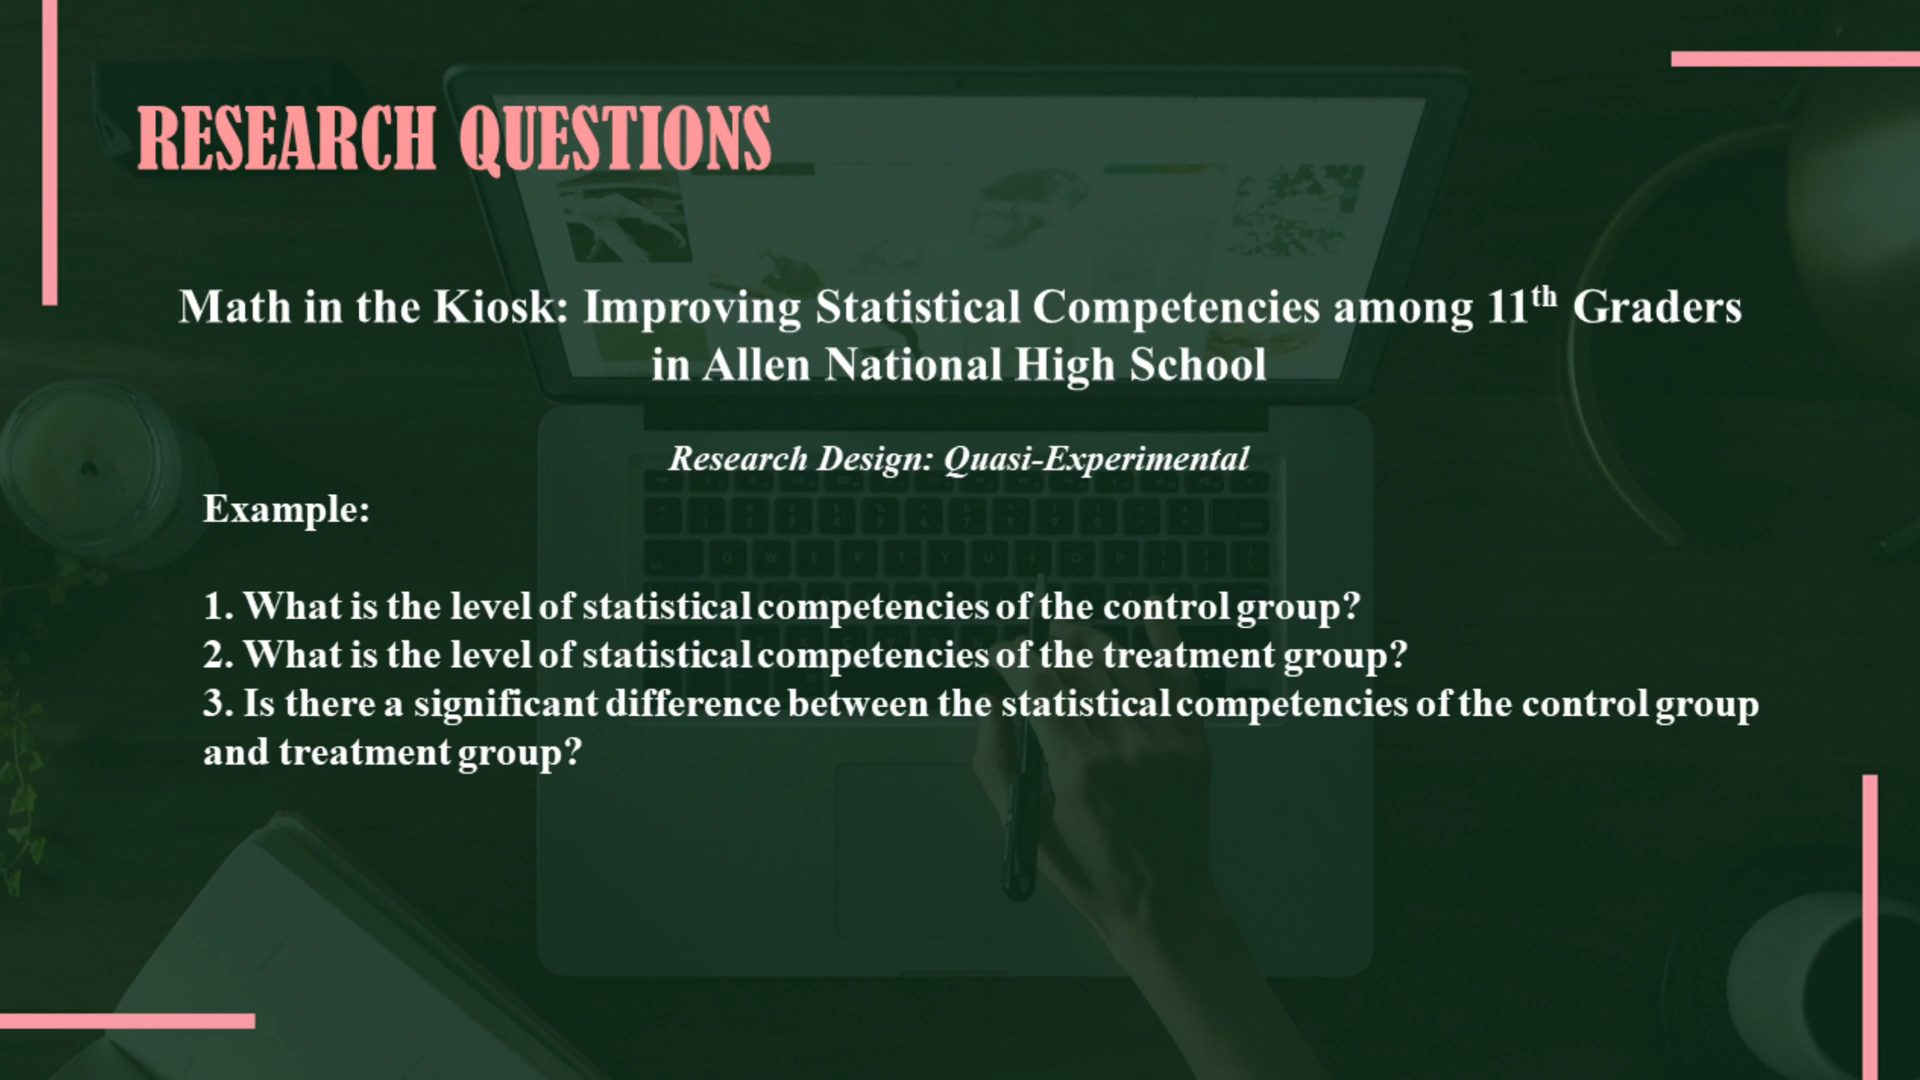 RESEARCH QUESTIONS
Math in the Kiosk: Improving Statistical Competencies among 11th Graders
in Allen National High School
Research Design: Quasi-Experimental
Example:
1. What is the level of statistical competencies of the control group?
2. What is the level of statistical competencies of the treatment group?
3. Is there a significant difference between the statistical competencies of the control group
and treatment group?